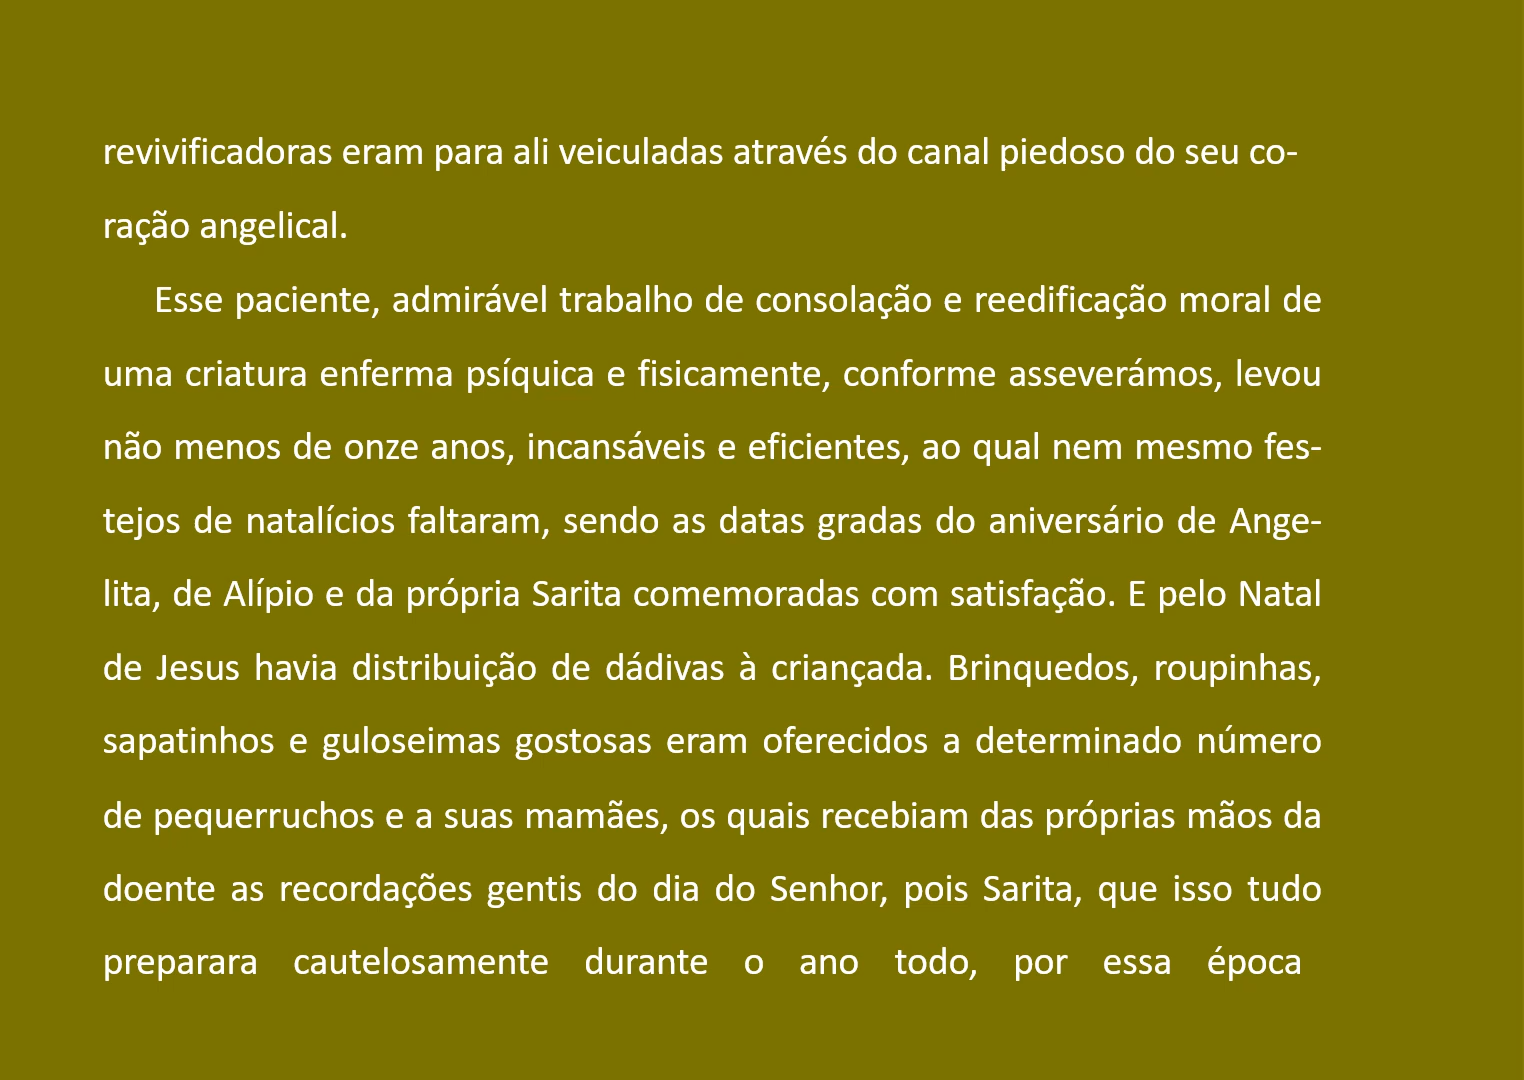 revivificadoras eram para ali veiculadas através do canal piedoso do seu co-
ração angelical.
Esse paciente, admirável trabalho de consolação e reedificação moral de
uma criatura enferma psíquica e fisicamente, conforme asseverámos, levou
não menos de onze anos, incansáveis e eficientes, ao qual nem mesmo fes-
tejos de natalícios faltaram, sendo as datas gradas do aniversário de Ange-
lita, de Alípio e da própria Sarita comemoradas com satisfação. E pelo Natal
de Jesus havia distribuição de dádivas à criançada. Brinquedos, roupinhas,
sapatinhos e guloseimas gostosas eram oferecidos a determinado número
de pequerruchos e a suas mamães, os quais recebiam das próprias mãos da
doente as recordações gentis do dia do Senhor, pois Sarita, que isso tudo
preparara cautelosamente durante o ano todo, por essa época